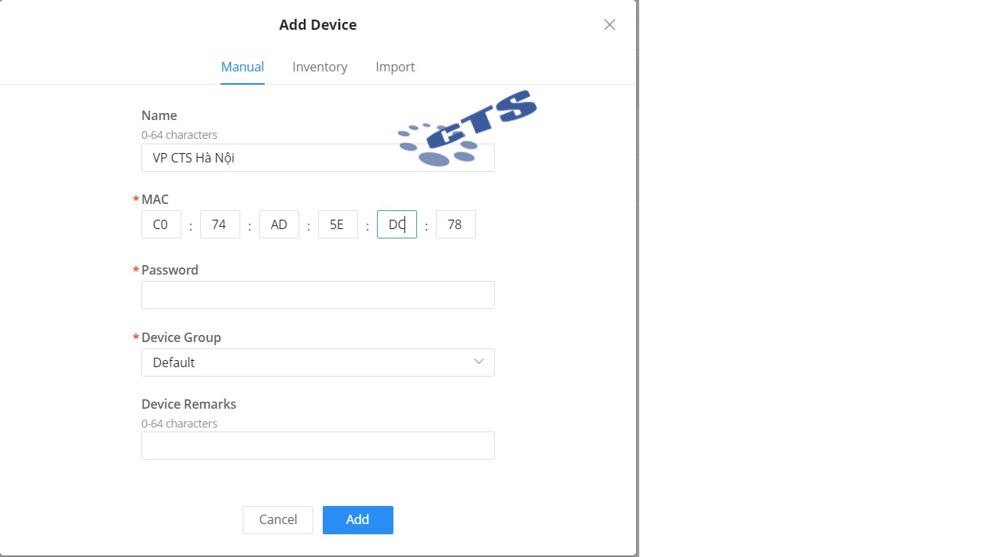 Add Device
Manual Inventory Import
CTS
Name
0-64 characters
VP CTS Hà Nội
* MAC
C0 : 74 : AD : 5E : DC : 78
* Password
* Device Group
Default
Device Remarks
0-64 characters
Cancel Add